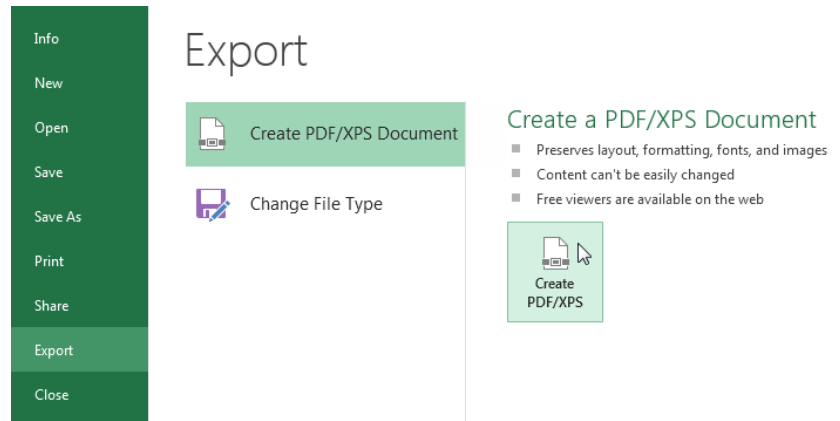 Info
New
Open
Save
Save As
Print
Share
Export
Close
Export
Create PDF/XPS Document
Change File Type
Create a PDF/XPS Document
Preserves layout, formatting, fonts, and images
Content can't be easily changed
Free viewers are available on the web
Create
PDF/XPS